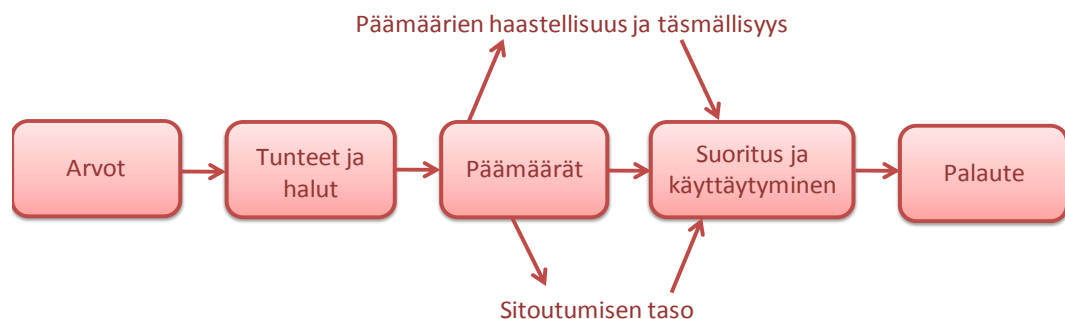 Päämäärien haastellisuus ja täsmällisyys
Arvot
Tunteet ja
halut
Päämäärät
Suoritus ja
käyttäytyminen
Palaute
Sitoutumisen taso